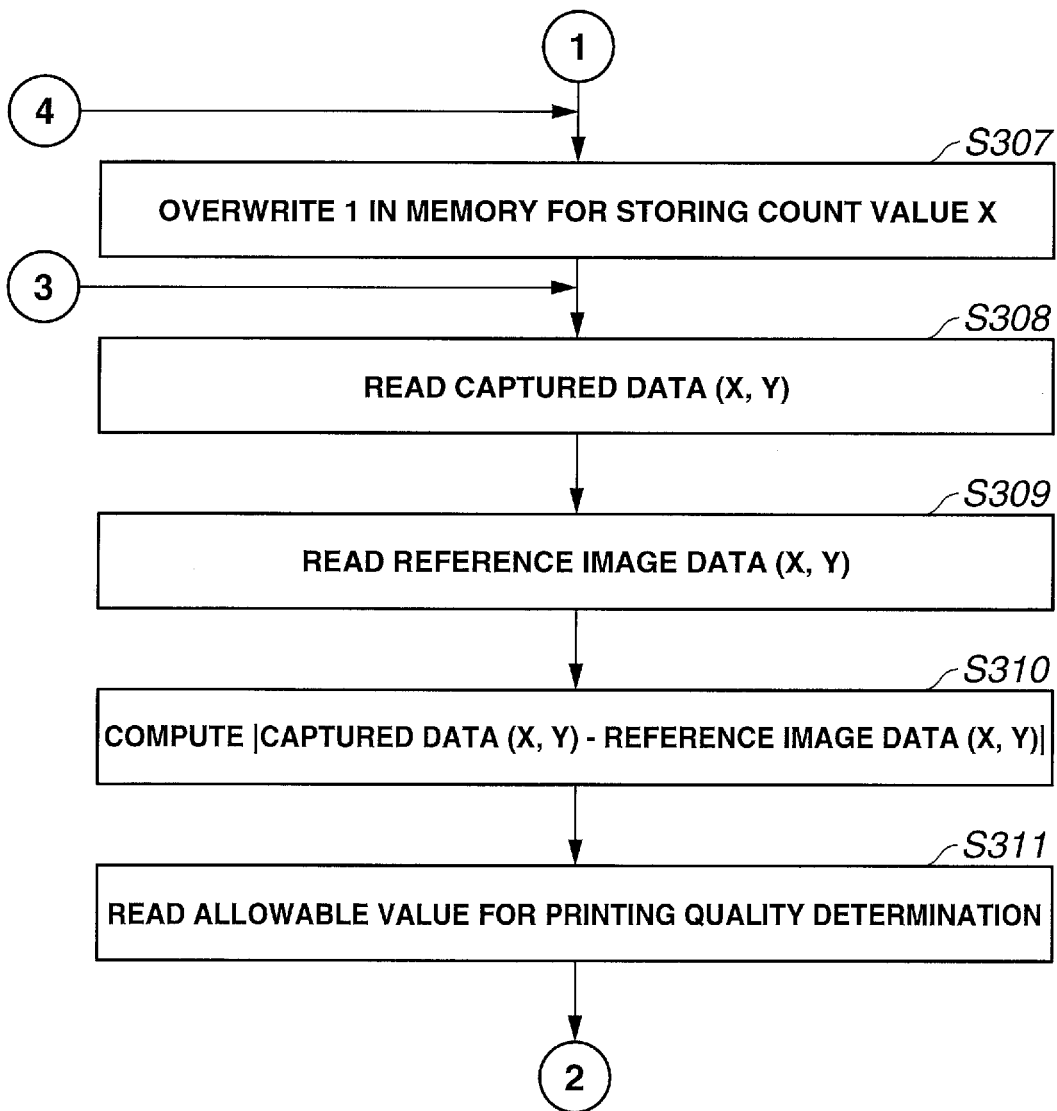 1
4
S307
OVERWRITE 1 IN MEMORY FOR STORING COUNT VALUE X
3
S308
READ CAPTURED DATA (X, Y)
S309
READ REFERENCE IMAGE DATA (X, Y)
S310
COMPUTE |CAPTURED DATA (X, Y) - REFERENCE IMAGE DATA (X, Y)|
S311
READ ALLOWABLE VALUE FOR PRINTING QUALITY DETERMINATION
2